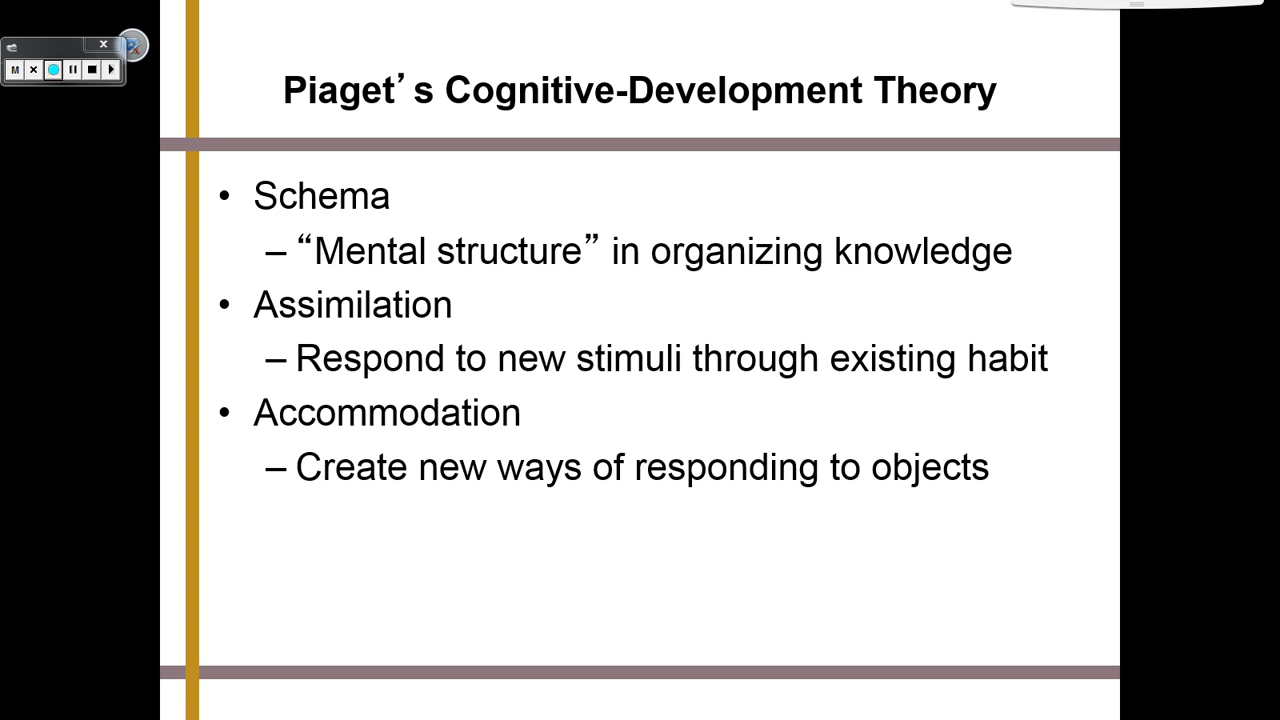 Piaget’s Cognitive-Development Theory
• Schema
– “Mental structure” in organizing knowledge
• Assimilation
– Respond to new stimuli through existing habit
• Accommodation
– Create new ways of responding to objects
M